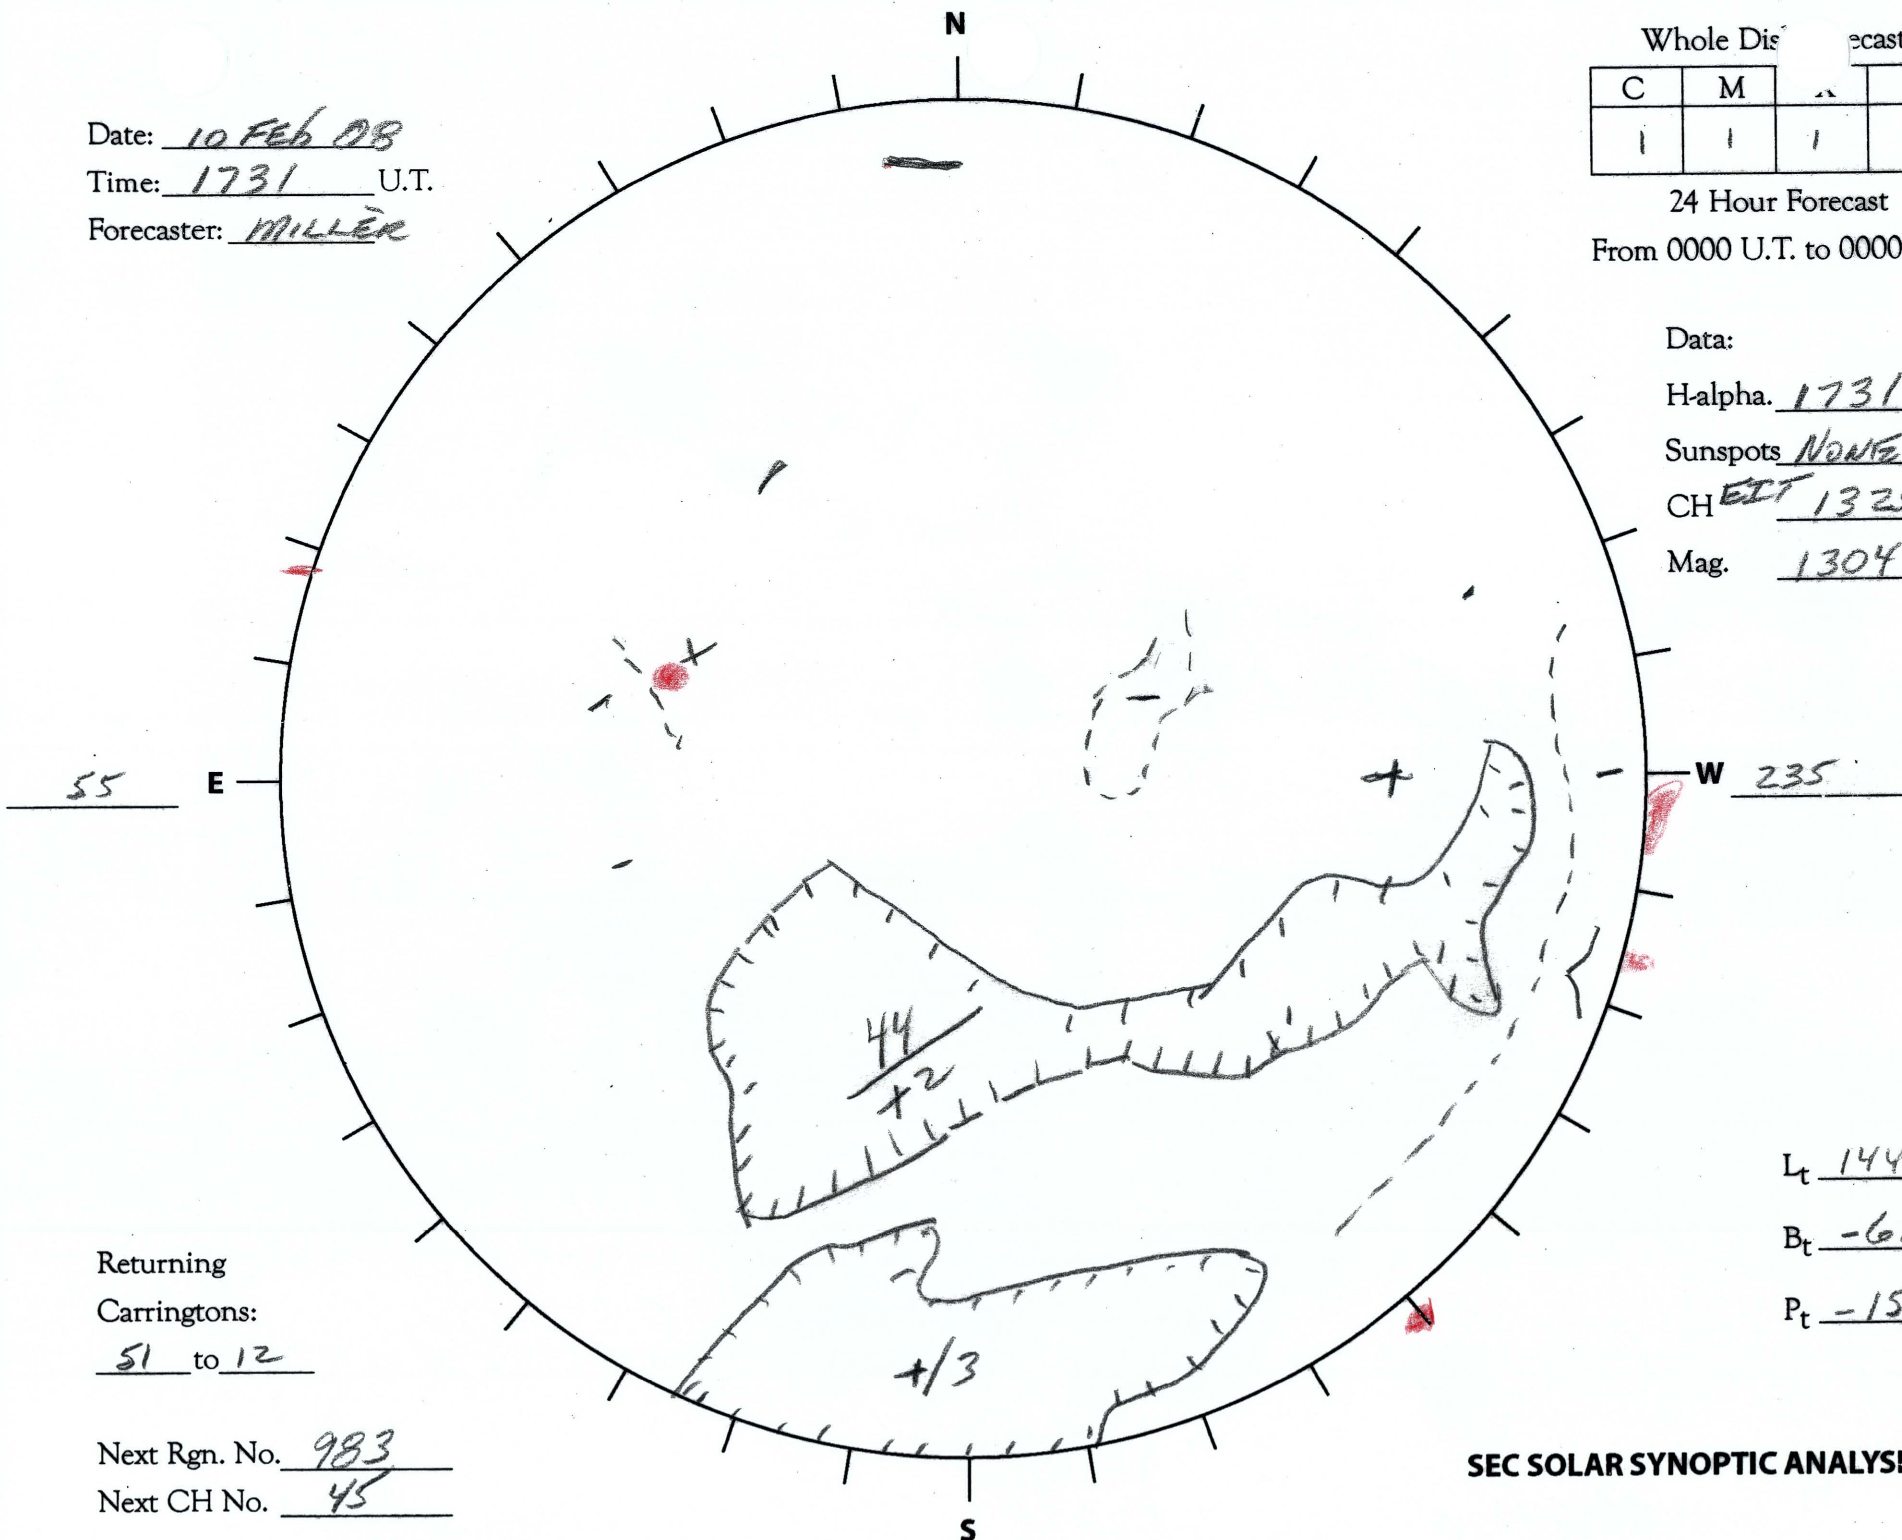 N
Whole Dis ecast
C M
1 1 1
24 Hour Forecast
From 0000 U.T. to 0000
Date: 10 FEB 08
Time: 1731 U.T.
Forecaster: MILLER
Data:
H-alpha. 1731
Sunspots NONE
CH EIT 132
Mag. 1304
55 E
W 235
44
+2
+/3
Lt 144
Bt -6.
Pt -15
Returning
Carringtons:
51 to 12
Next Rgn. No. 983
Next CH No. 45
SEC SOLAR SYNOPTIC ANALYS
S